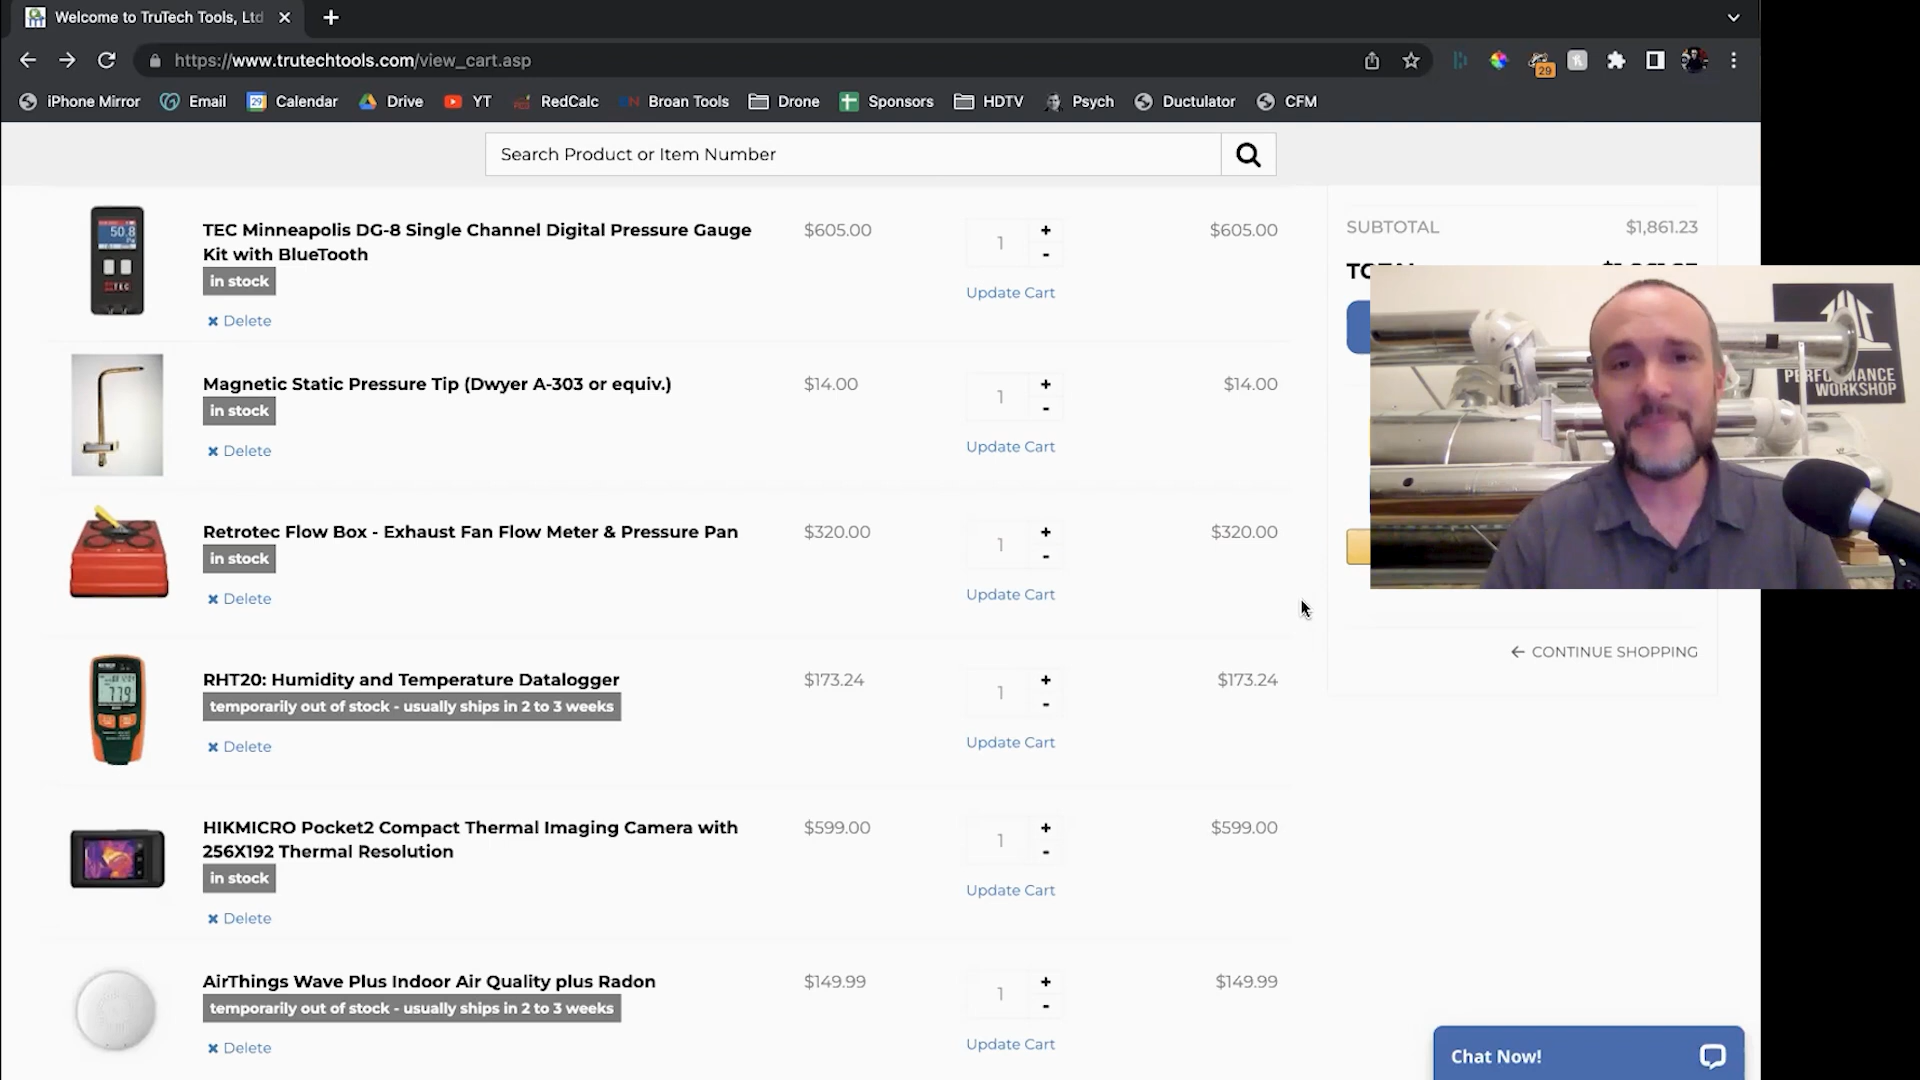 Welcome to TruTech Tools, Ltd
https://www.trutechtools.com/view_cart.asp
29
iPhone Mirror
29
Email
Calendar
Drive
YT
RedCalc
Broan Tools
Drone
Sponsors
HDTV
Psych
Ductulator
CFM
Search Product or Item Number
TEC Minneapolis DG-8 Single Channel Digital Pressure Gauge
Kit with BlueTooth
in stock
Delete
$605.00
1
+
-
Update Cart
$605.00
SUBTOTAL
$1,861.23
50.8
TEC
Magnetic Static Pressure Tip (Dwyer A-303 or equiv.)
in stock
Delete
$14.00
1
+
-
Update Cart
$14.00
PERFORMANCE
WORKSHOP
Retrotec Flow Box - Exhaust Fan Flow Meter & Pressure Pan
in stock
Delete
$320.00
1
+
-
Update Cart
$320.00
CONTINUE SHOPPING
RHT20: Humidity and Temperature Datalogger
temporarily out of stock - usually ships in 2 to 3 weeks
Delete
$173.24
1
+
-
Update Cart
$173.24
HIKMICRO Pocket2 Compact Thermal Imaging Camera with
256X192 Thermal Resolution
in stock
Delete
$599.00
1
+
-
Update Cart
$599.00
AirThings Wave Plus Indoor Air Quality plus Radon
temporarily out of stock - usually ships in 2 to 3 weeks
Delete
$149.99
1
+
-
Update Cart
$149.99
Chat Now!